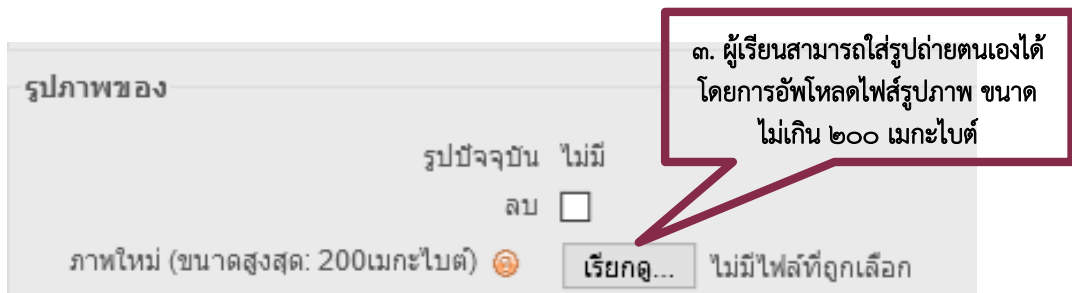 ๓. ผู้เรียนสามารถใส่รูปถ่ายตนเองได้
โดยการอัพโหลดไฟส์รูปภาพ ขนาด
ไม่เกิน ๒๐๐ เมกะไบต์
รูปภาพของ
รูปปัจจุบัน ไม่มี
ลบ
ภาพใหม่ (ขนาดสูงสุด: 200เมกะไบต์) เรียกดู... ไม่มีไฟล์ที่ถูกเลือก